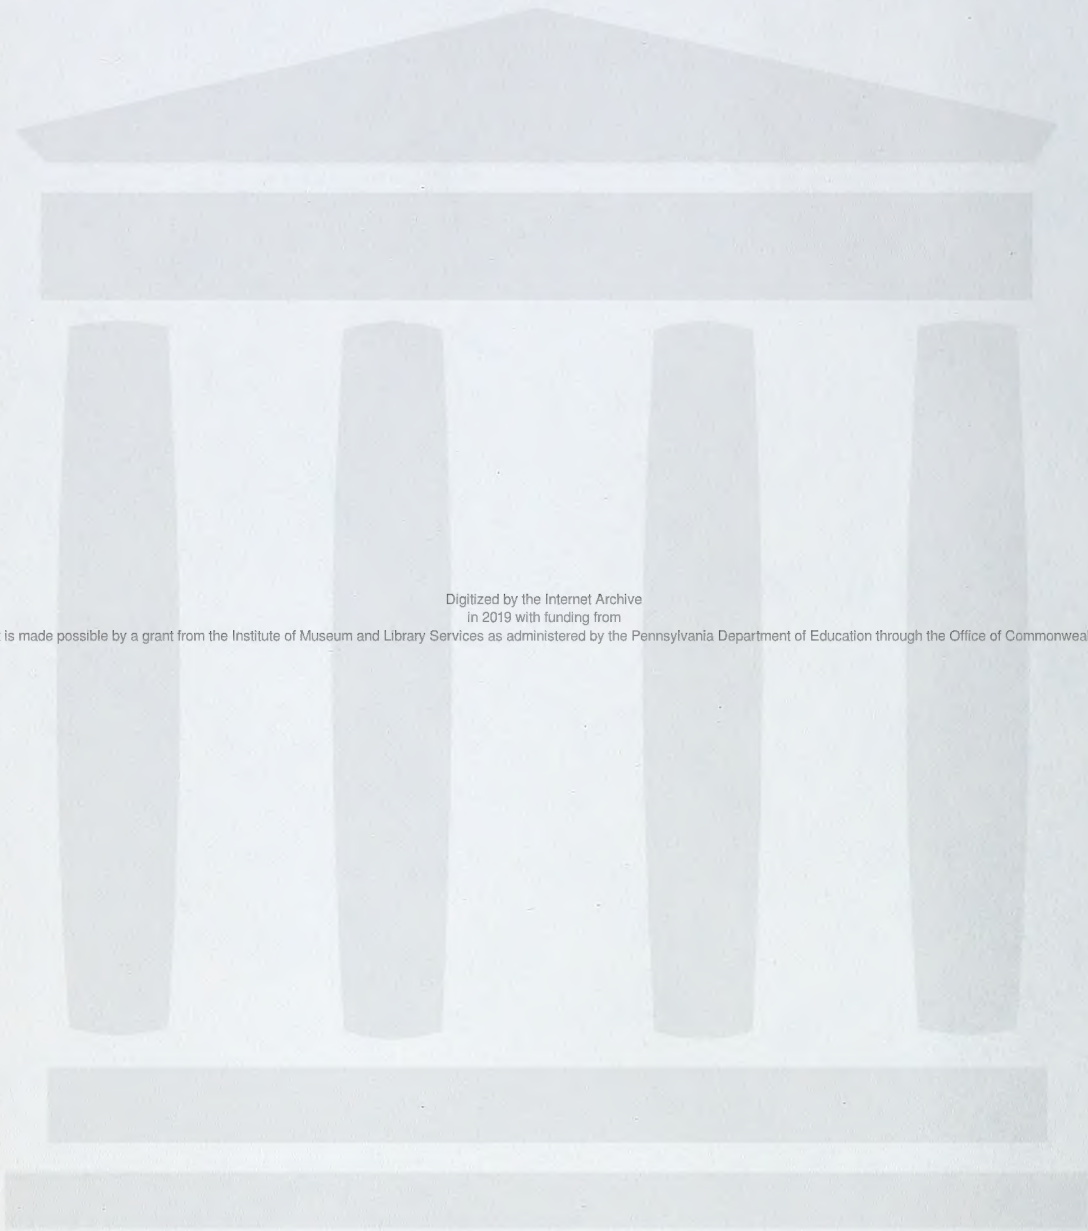 Digitized by the Internet Archive
in 2019 with funding from
is made possible by a grant from the Institute of Museum and Library Services as administered by the Pennsylvania Department of Education through the Office of